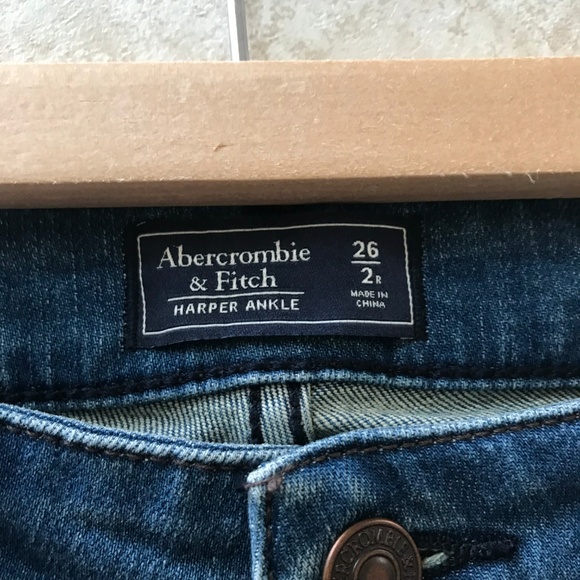 Abercrombie
& Fitch
HARPER ANKLE
26
2R
MADE IN
CHINA